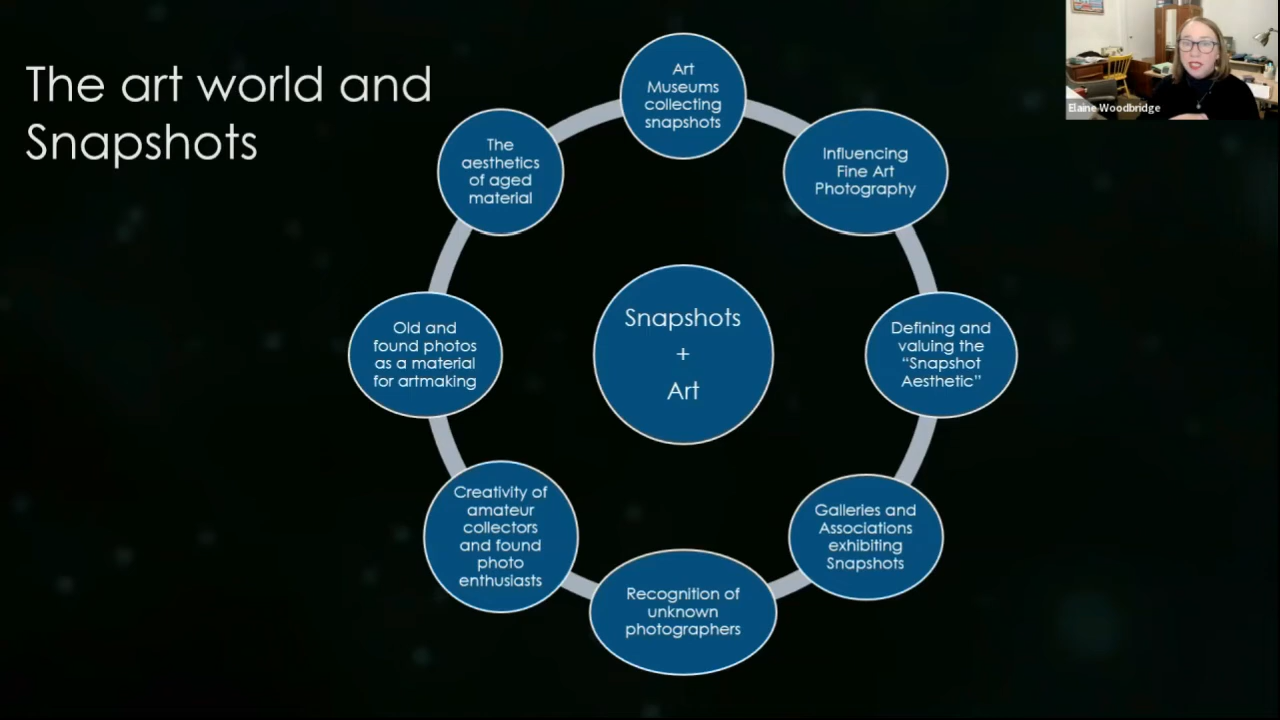 The art world and
Snapshots
Art
Museums
collecting
snapshots
Influencing
Fine Art
Photography
Defining and
valuing the
“Snapshot
Aesthetic”
Galleries and
Associations
exhibiting
Snapshots
Recognition of
unknown
photographers
Creativity of
amateur
collectors
and found
photo
enthusiasts
Old and
found photos
as a material
for artmaking
The
aesthetics
of aged
material
Snapshots
+
Art
Elaine Woodbridge